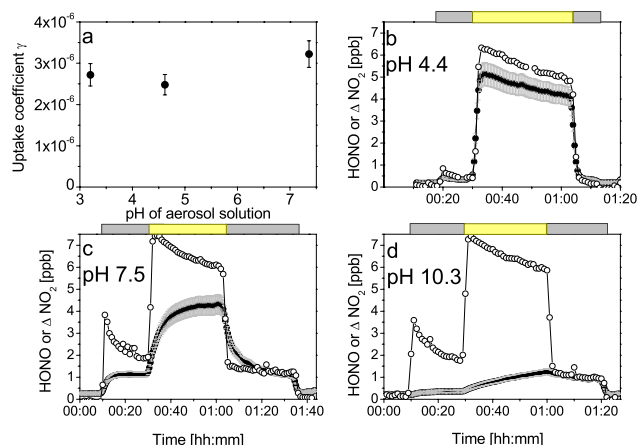 a
Uptake coefficient γ
4x10-6
3x10-6
2x10-6
1x10-6
0
3 4 5 6 7
pH of aerosol solution
b
pH 4.4
HONO or Δ NO2 [ppb]
7
6
5
4
3
2
1
0
00:20 00:40 01:00 01:20
c
pH 7.5
HONO or Δ NO2 [ppb]
7
6
5
4
3
2
1
0
00:00 00:20 00:40 01:00 01:20 01:40
Time [hh:mm]
d
pH 10.3
HONO or Δ NO2 [ppb]
7
6
5
4
3
2
1
0
00:00 00:20 00:40 01:00 01:20
Time [hh:mm]